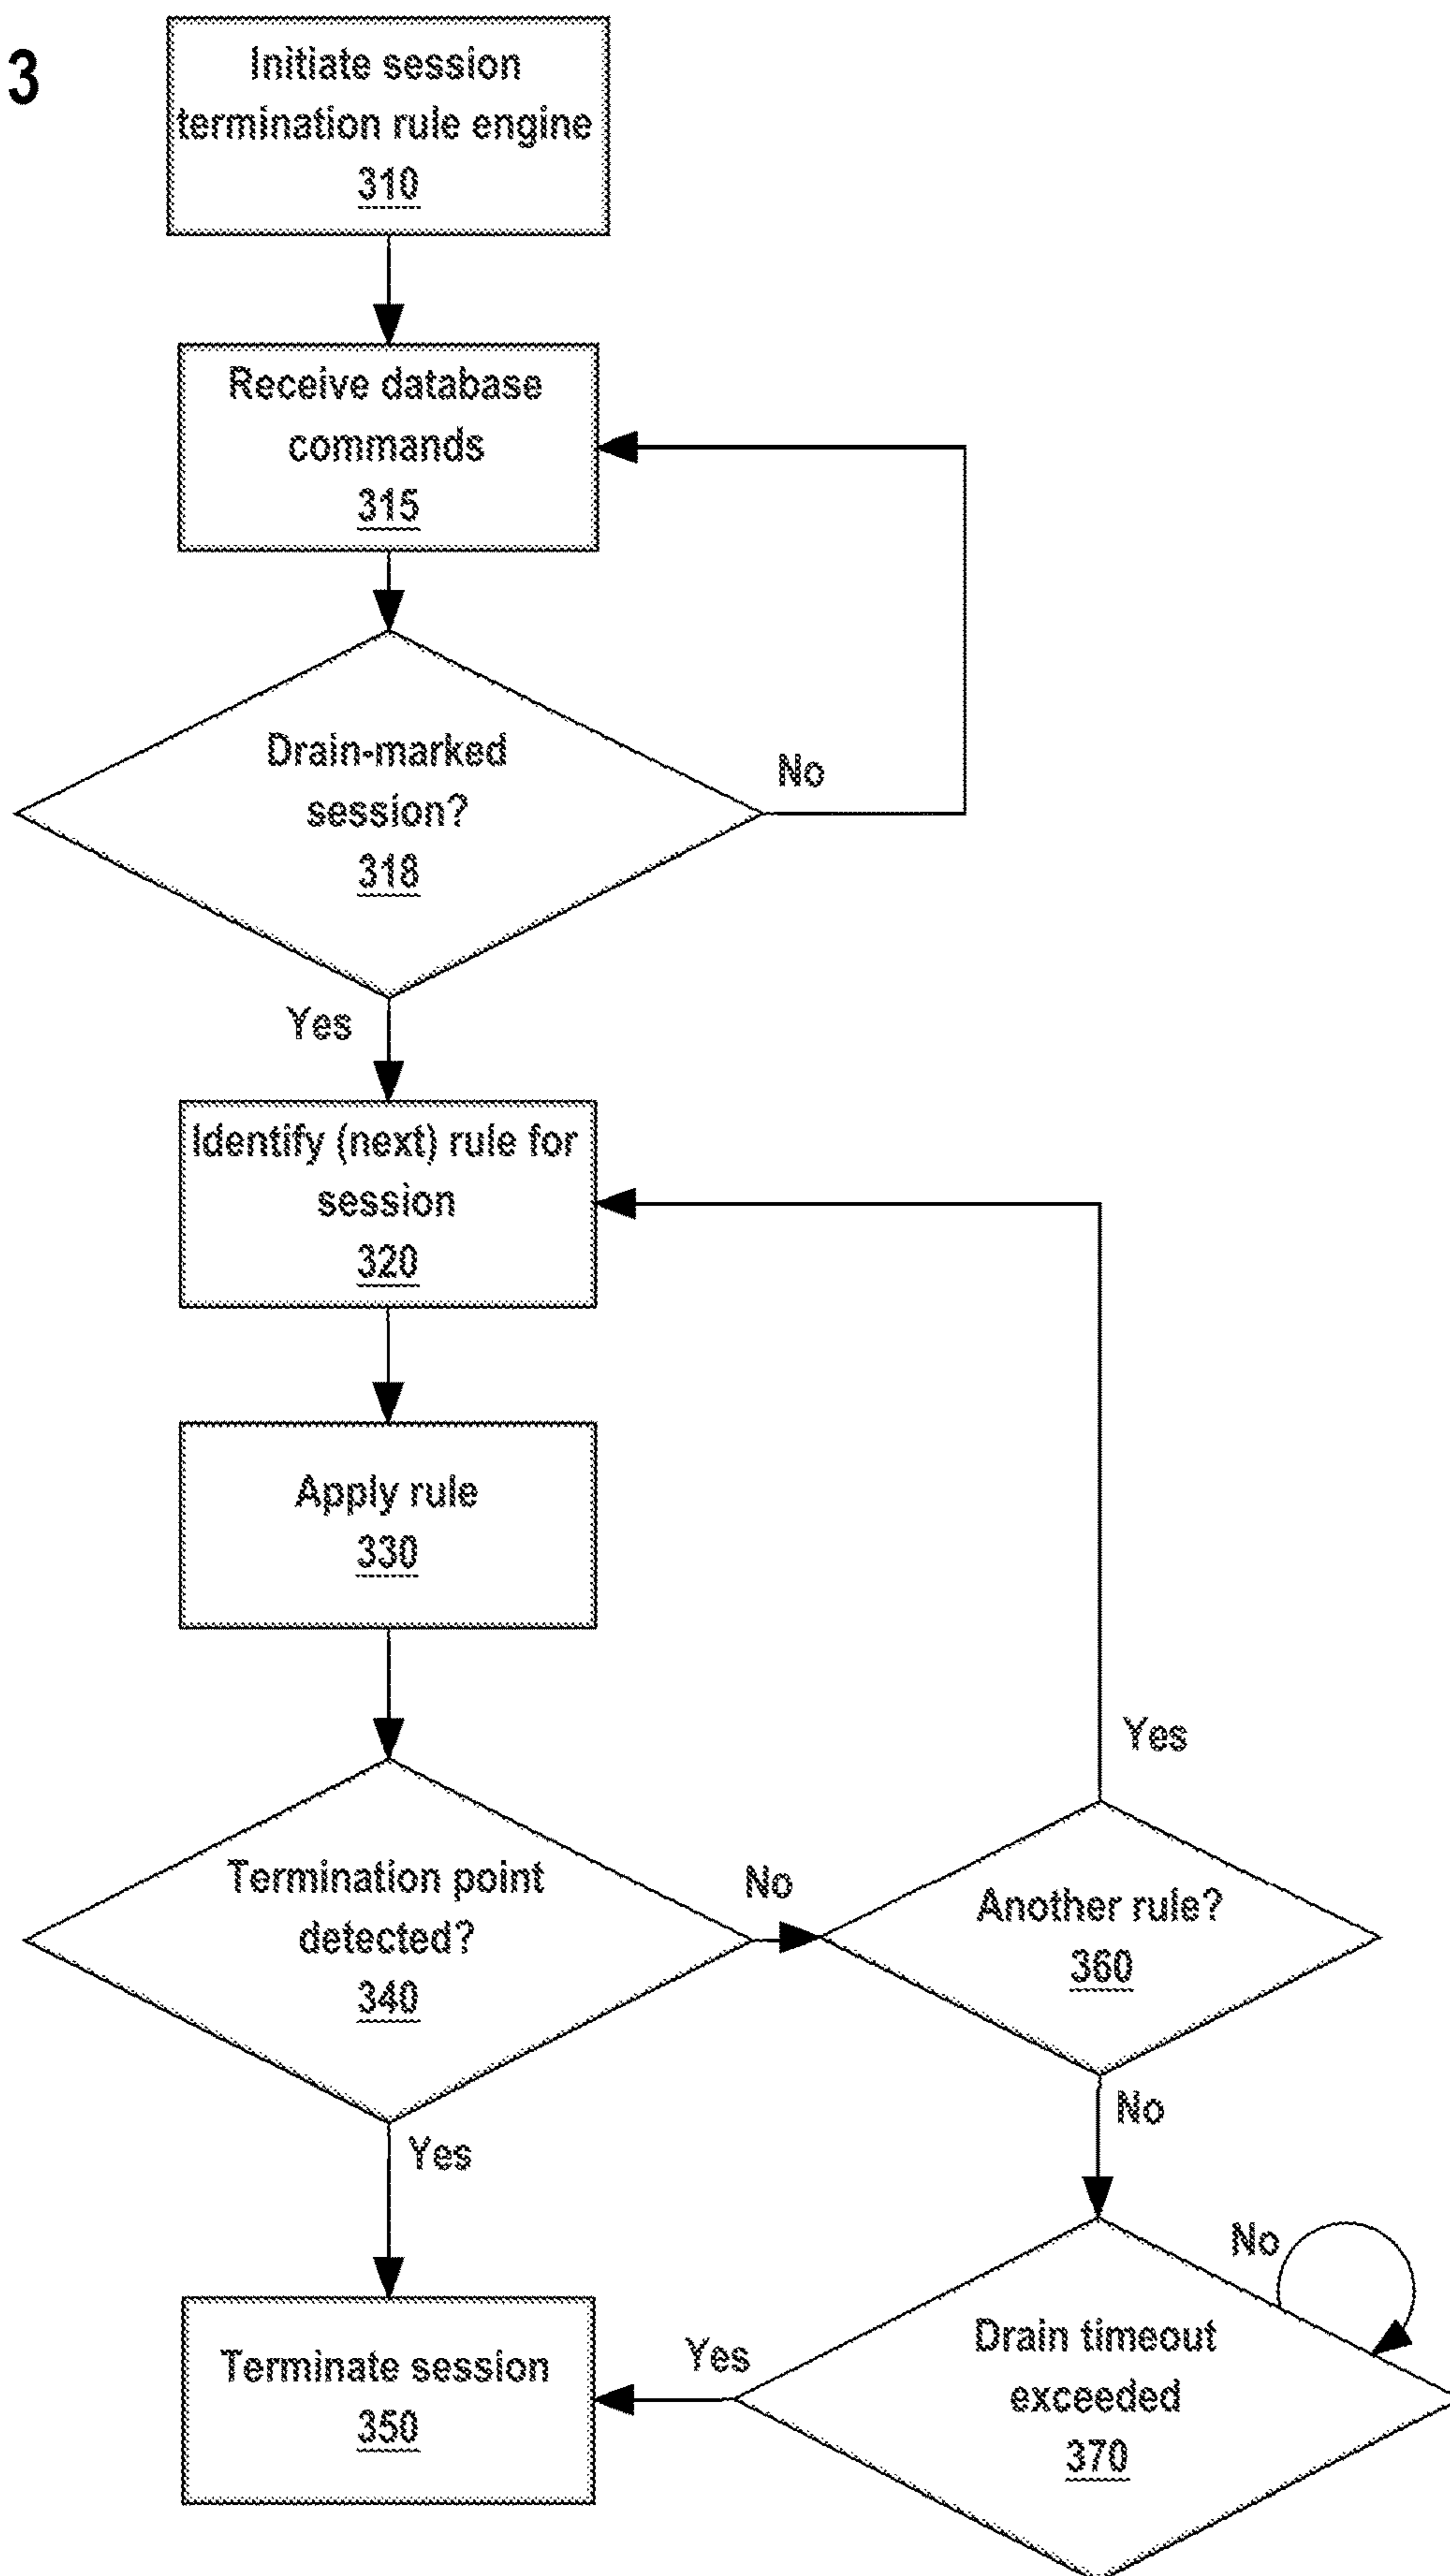 3
Initiate session
termination rule engine
310
Receive database
commands
315
Drain-marked
session?
318
No
Yes
Identify (next) rule for
session
320
Apply rule
330
Yes
Termination point
detected?
340
No
Another rule?
360
Yes
No
No
Terminate session
350
Yes
Drain timeout
exceeded
370